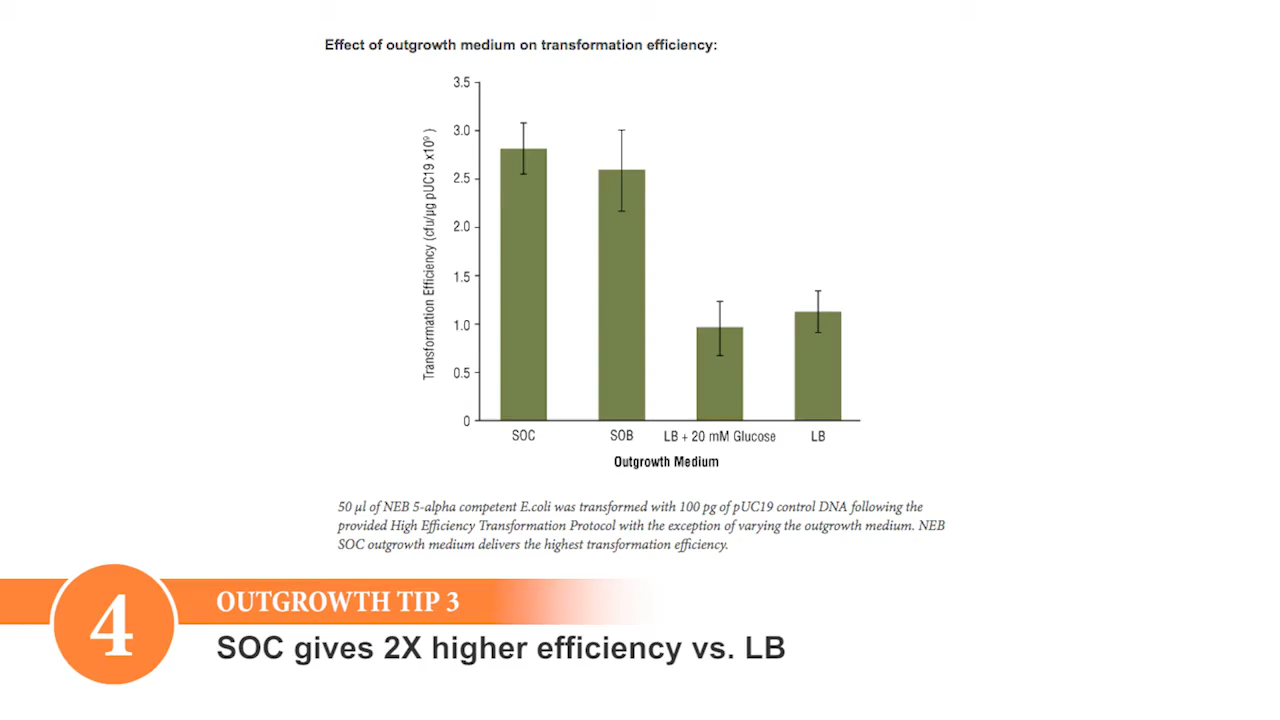 Effect of outgrowth medium on transformation efficiency:
Transformation Efficiency (cfu/µg pUC19 x10⁹ )
3.5
3.0
2.5
2.0
1.5
1.0
0.5
0
SOC SOB LB + 20 mM Glucose LB
Outgrowth Medium
50 µl of NEB 5-alpha competent E.coli was transformed with 100 pg of pUC19 control DNA following the
provided High Efficiency Transformation Protocol with the exception of varying the outgrowth medium. NEB
SOC outgrowth medium delivers the highest transformation efficiency.
4
OUTGROWTH TIP 3
SOC gives 2X higher efficiency vs. LB